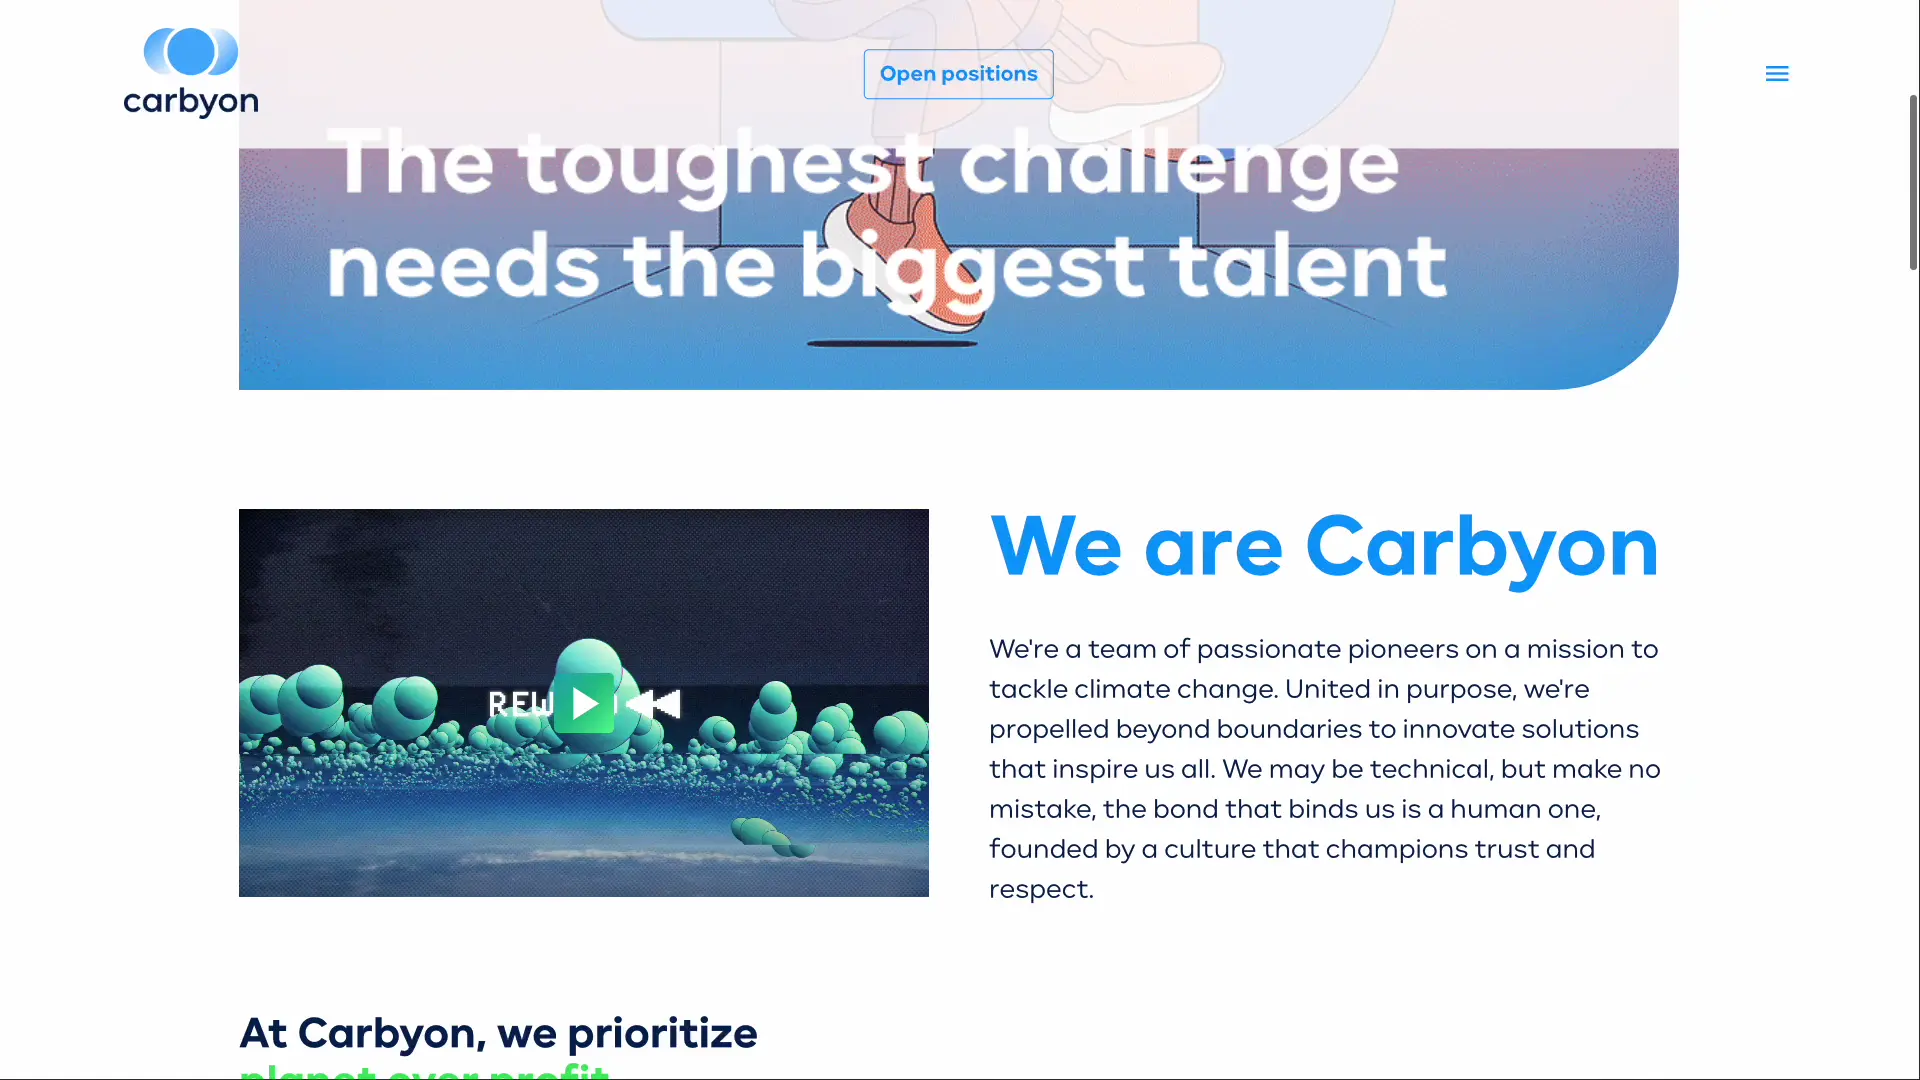 carbyon
Open positions
The toughest challenge
needs the biggest talent
REW
We are Carbyon
We're a team of passionate pioneers on a mission to
tackle climate change. United in purpose, we're
propelled beyond boundaries to innovate solutions
that inspire us all. We may be technical, but make no
mistake, the bond that binds us is a human one,
founded by a culture that champions trust and
respect.
At Carbyon, we prioritize
planet over profit